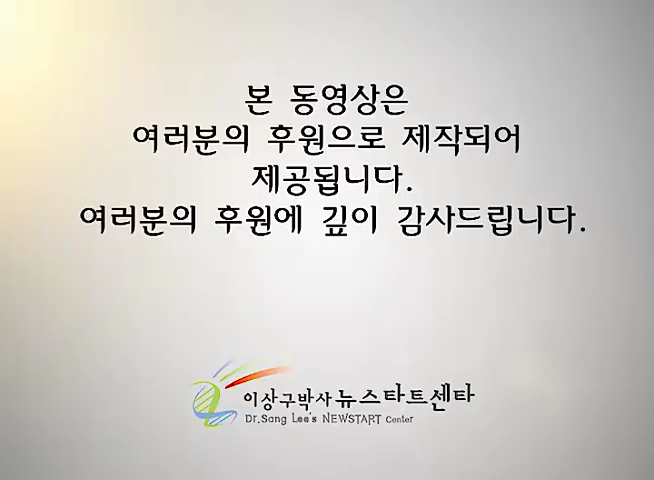 본 동영상은
여러분의 후원으로 제작되어
제공됩니다.
여러분의 후원에 깊이 감사드립니다.
이상구박사 뉴스타트센타
Dr.Sang Lee's NEWSTART Center